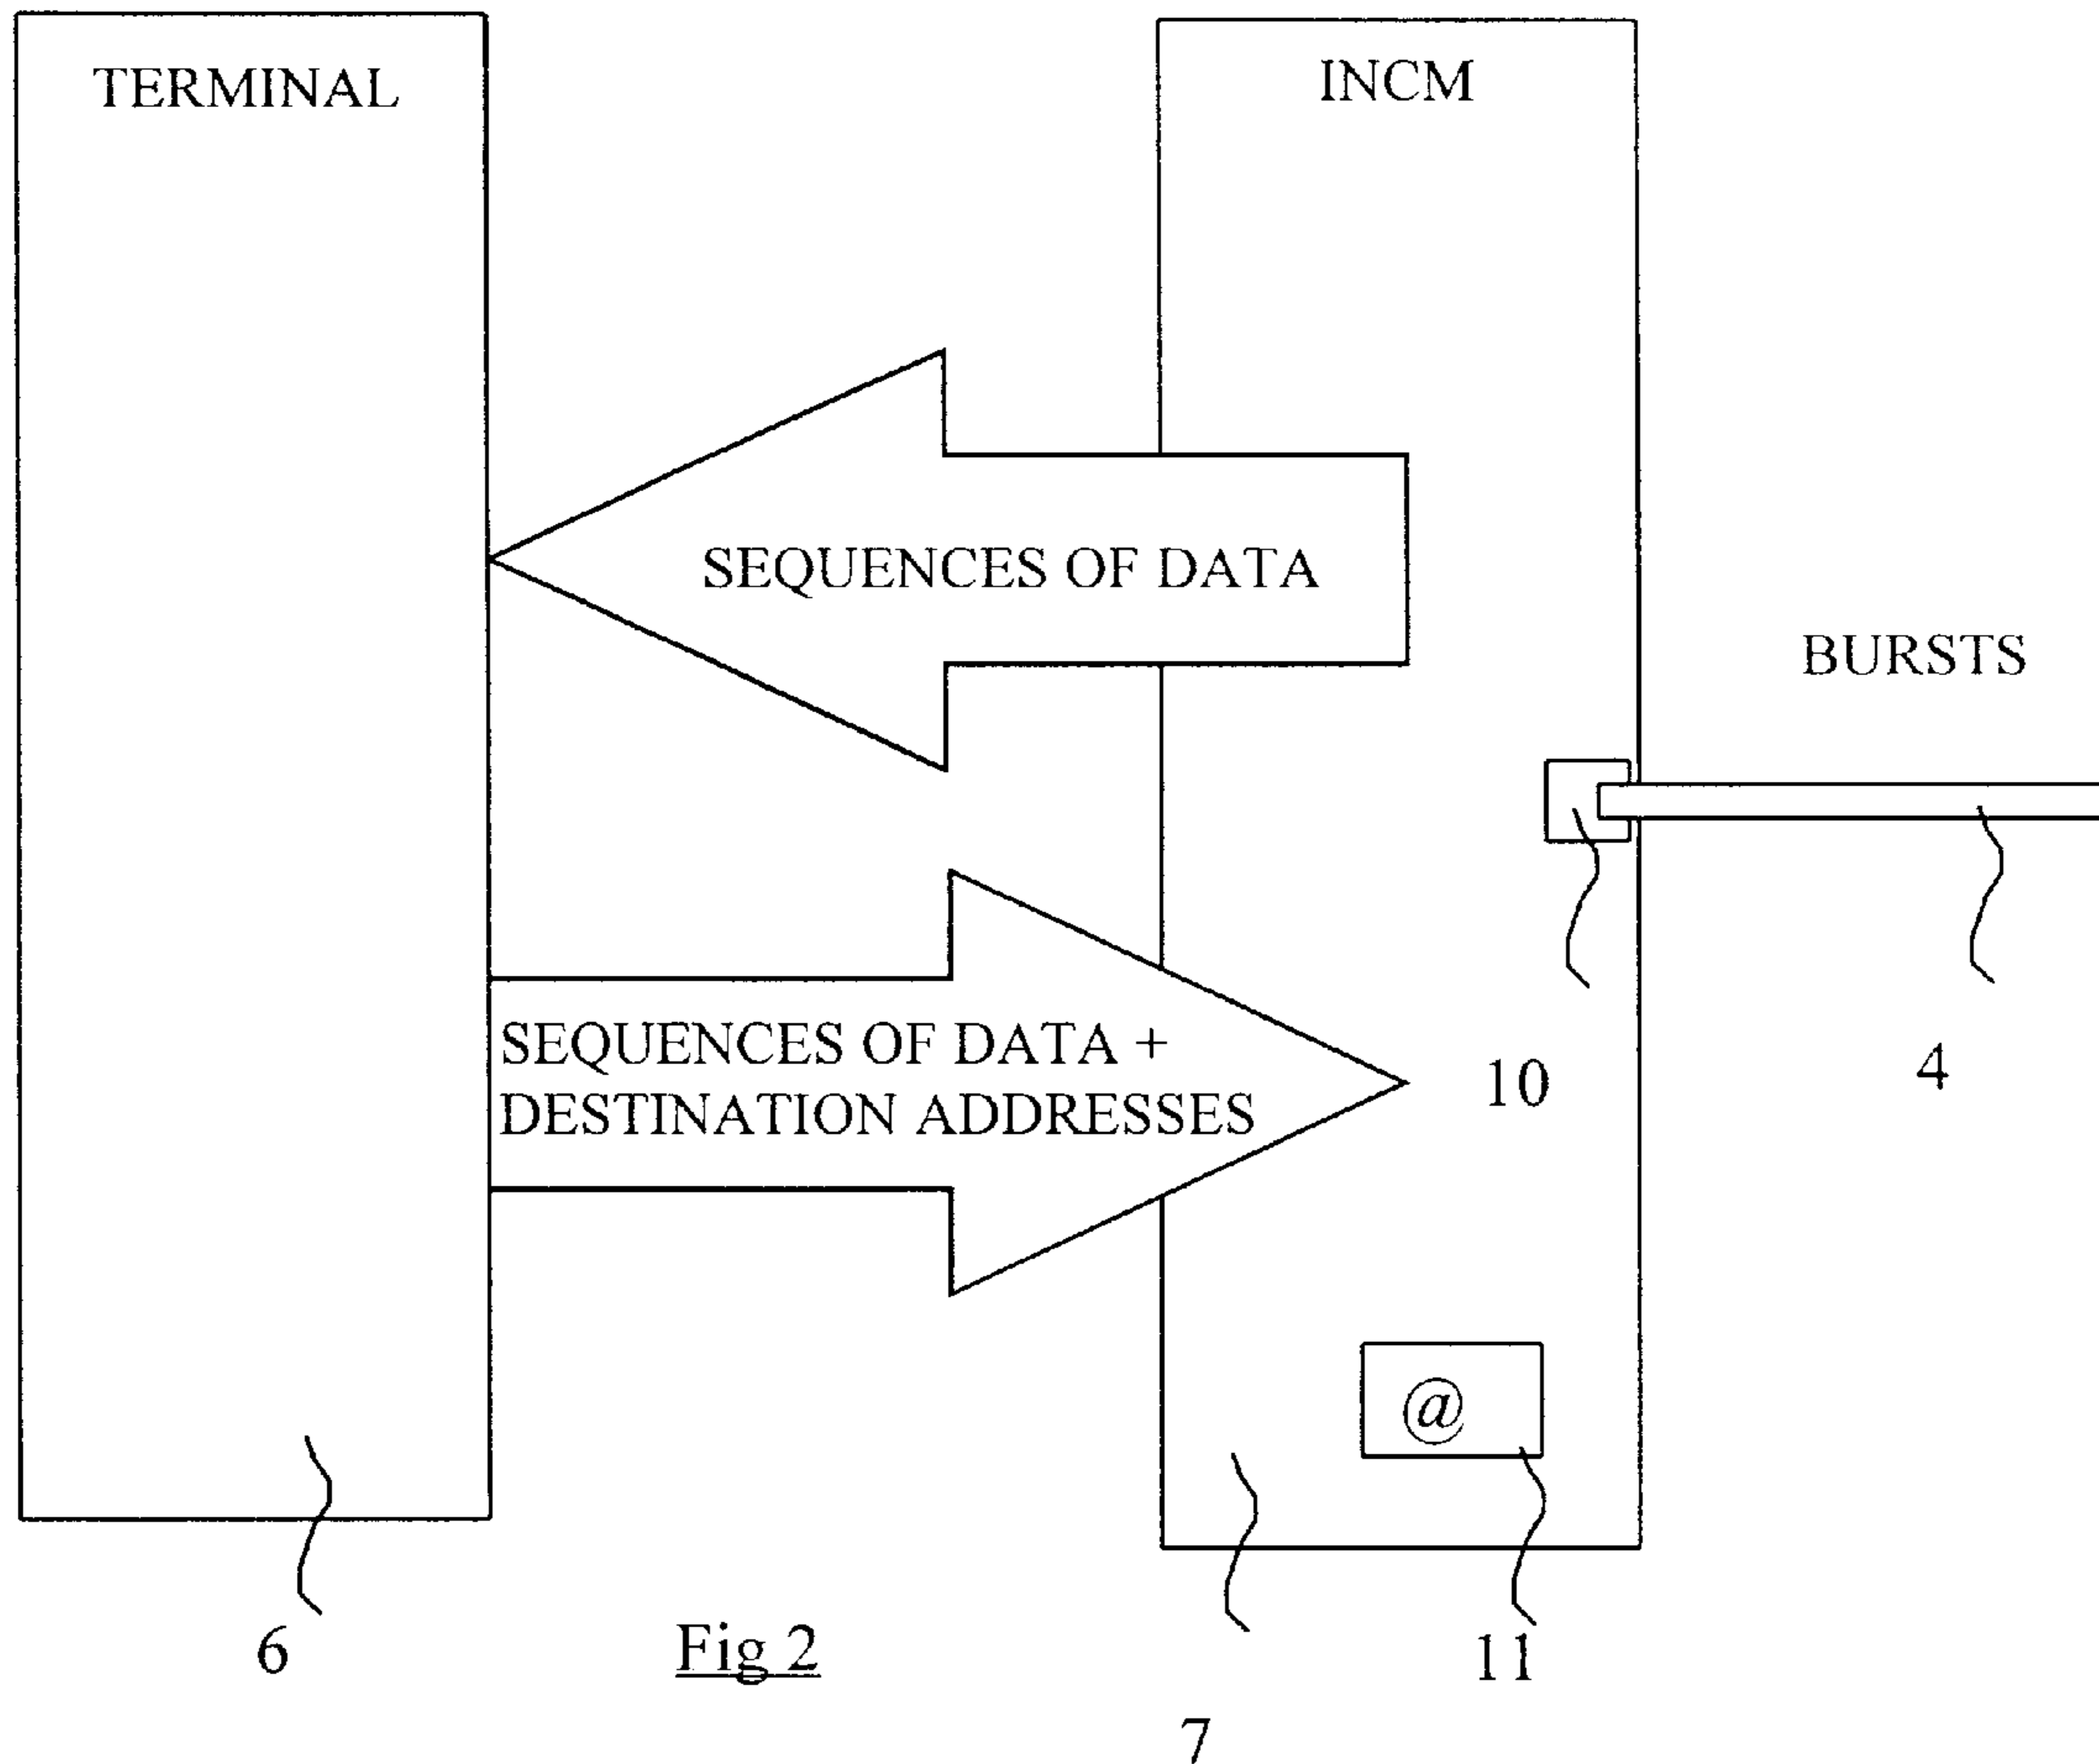 TERMINAL
INCM
SEQUENCES OF DATA
BURSTS
SEQUENCES OF DATA +
DESTINATION ADDRESSES
10
4
@
6
Fig 2
11
7